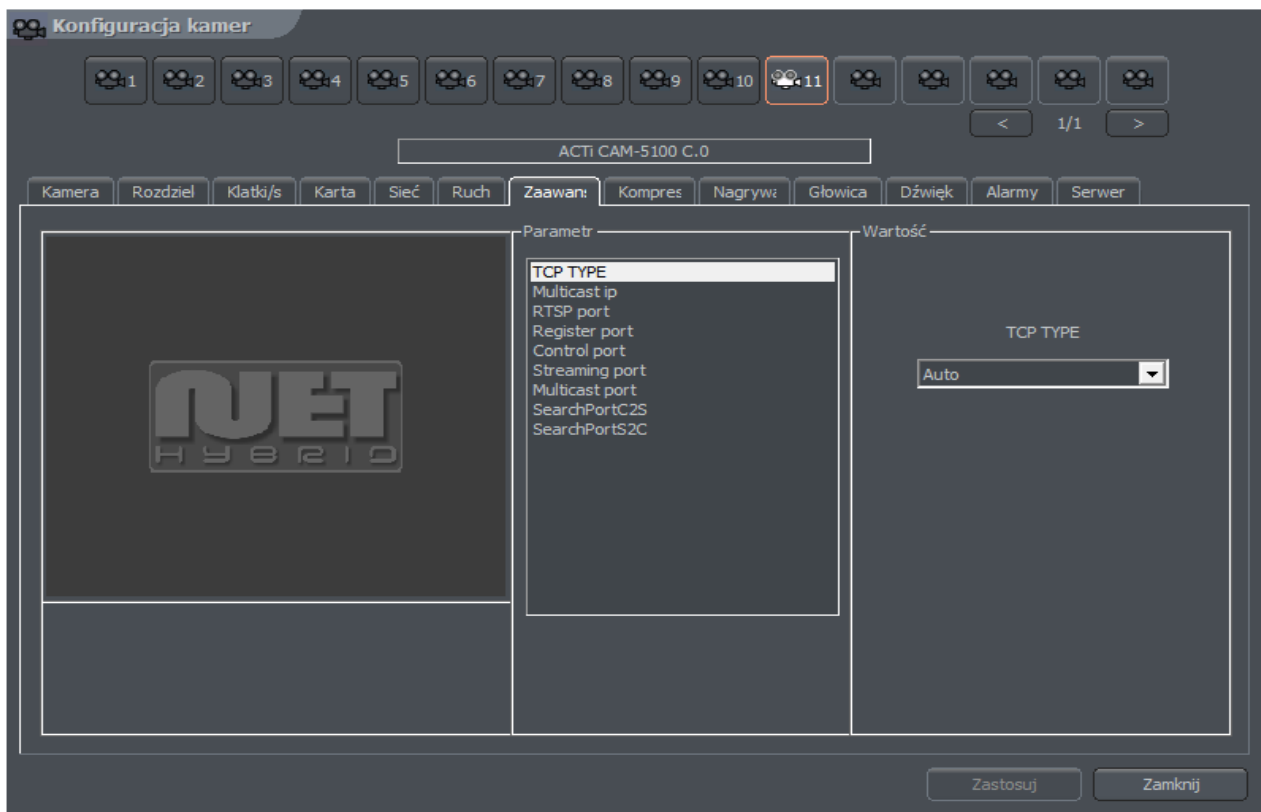 Konfiguracja kamer
1 2 3 4 5 6 7 8 9 10 11
< 1/1 >
ACTi CAM-5100 C.0
Kamera Rozdziel Klatki/s Karta Sieć Ruch Zaawan: Kompres Nagrywa Głowica Dźwięk Alarmy Serwer
Parametr
Wartość
TCP TYPE
Multicast ip
RTSP port
Register port
Control port
Streaming port
Multicast port
SearchPortC2S
SearchPortS2C
TCP TYPE
Auto
NET
HYBRID
Zastosuj Zamknij